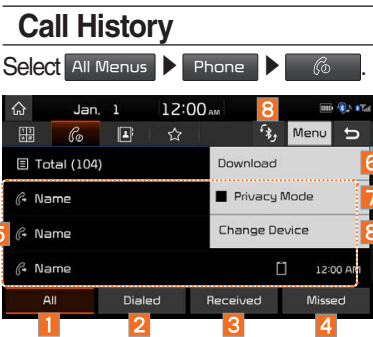 Call History
Select All Menus ▶ Phone ▶ .
Jan. 1 12:00 AM 8
Menu
Total (104) Download 6
Name Privacy Mode 7
5 Name Change Device 8
Name 12:00 AM
All Dialed Received Missed
1 2 3 4